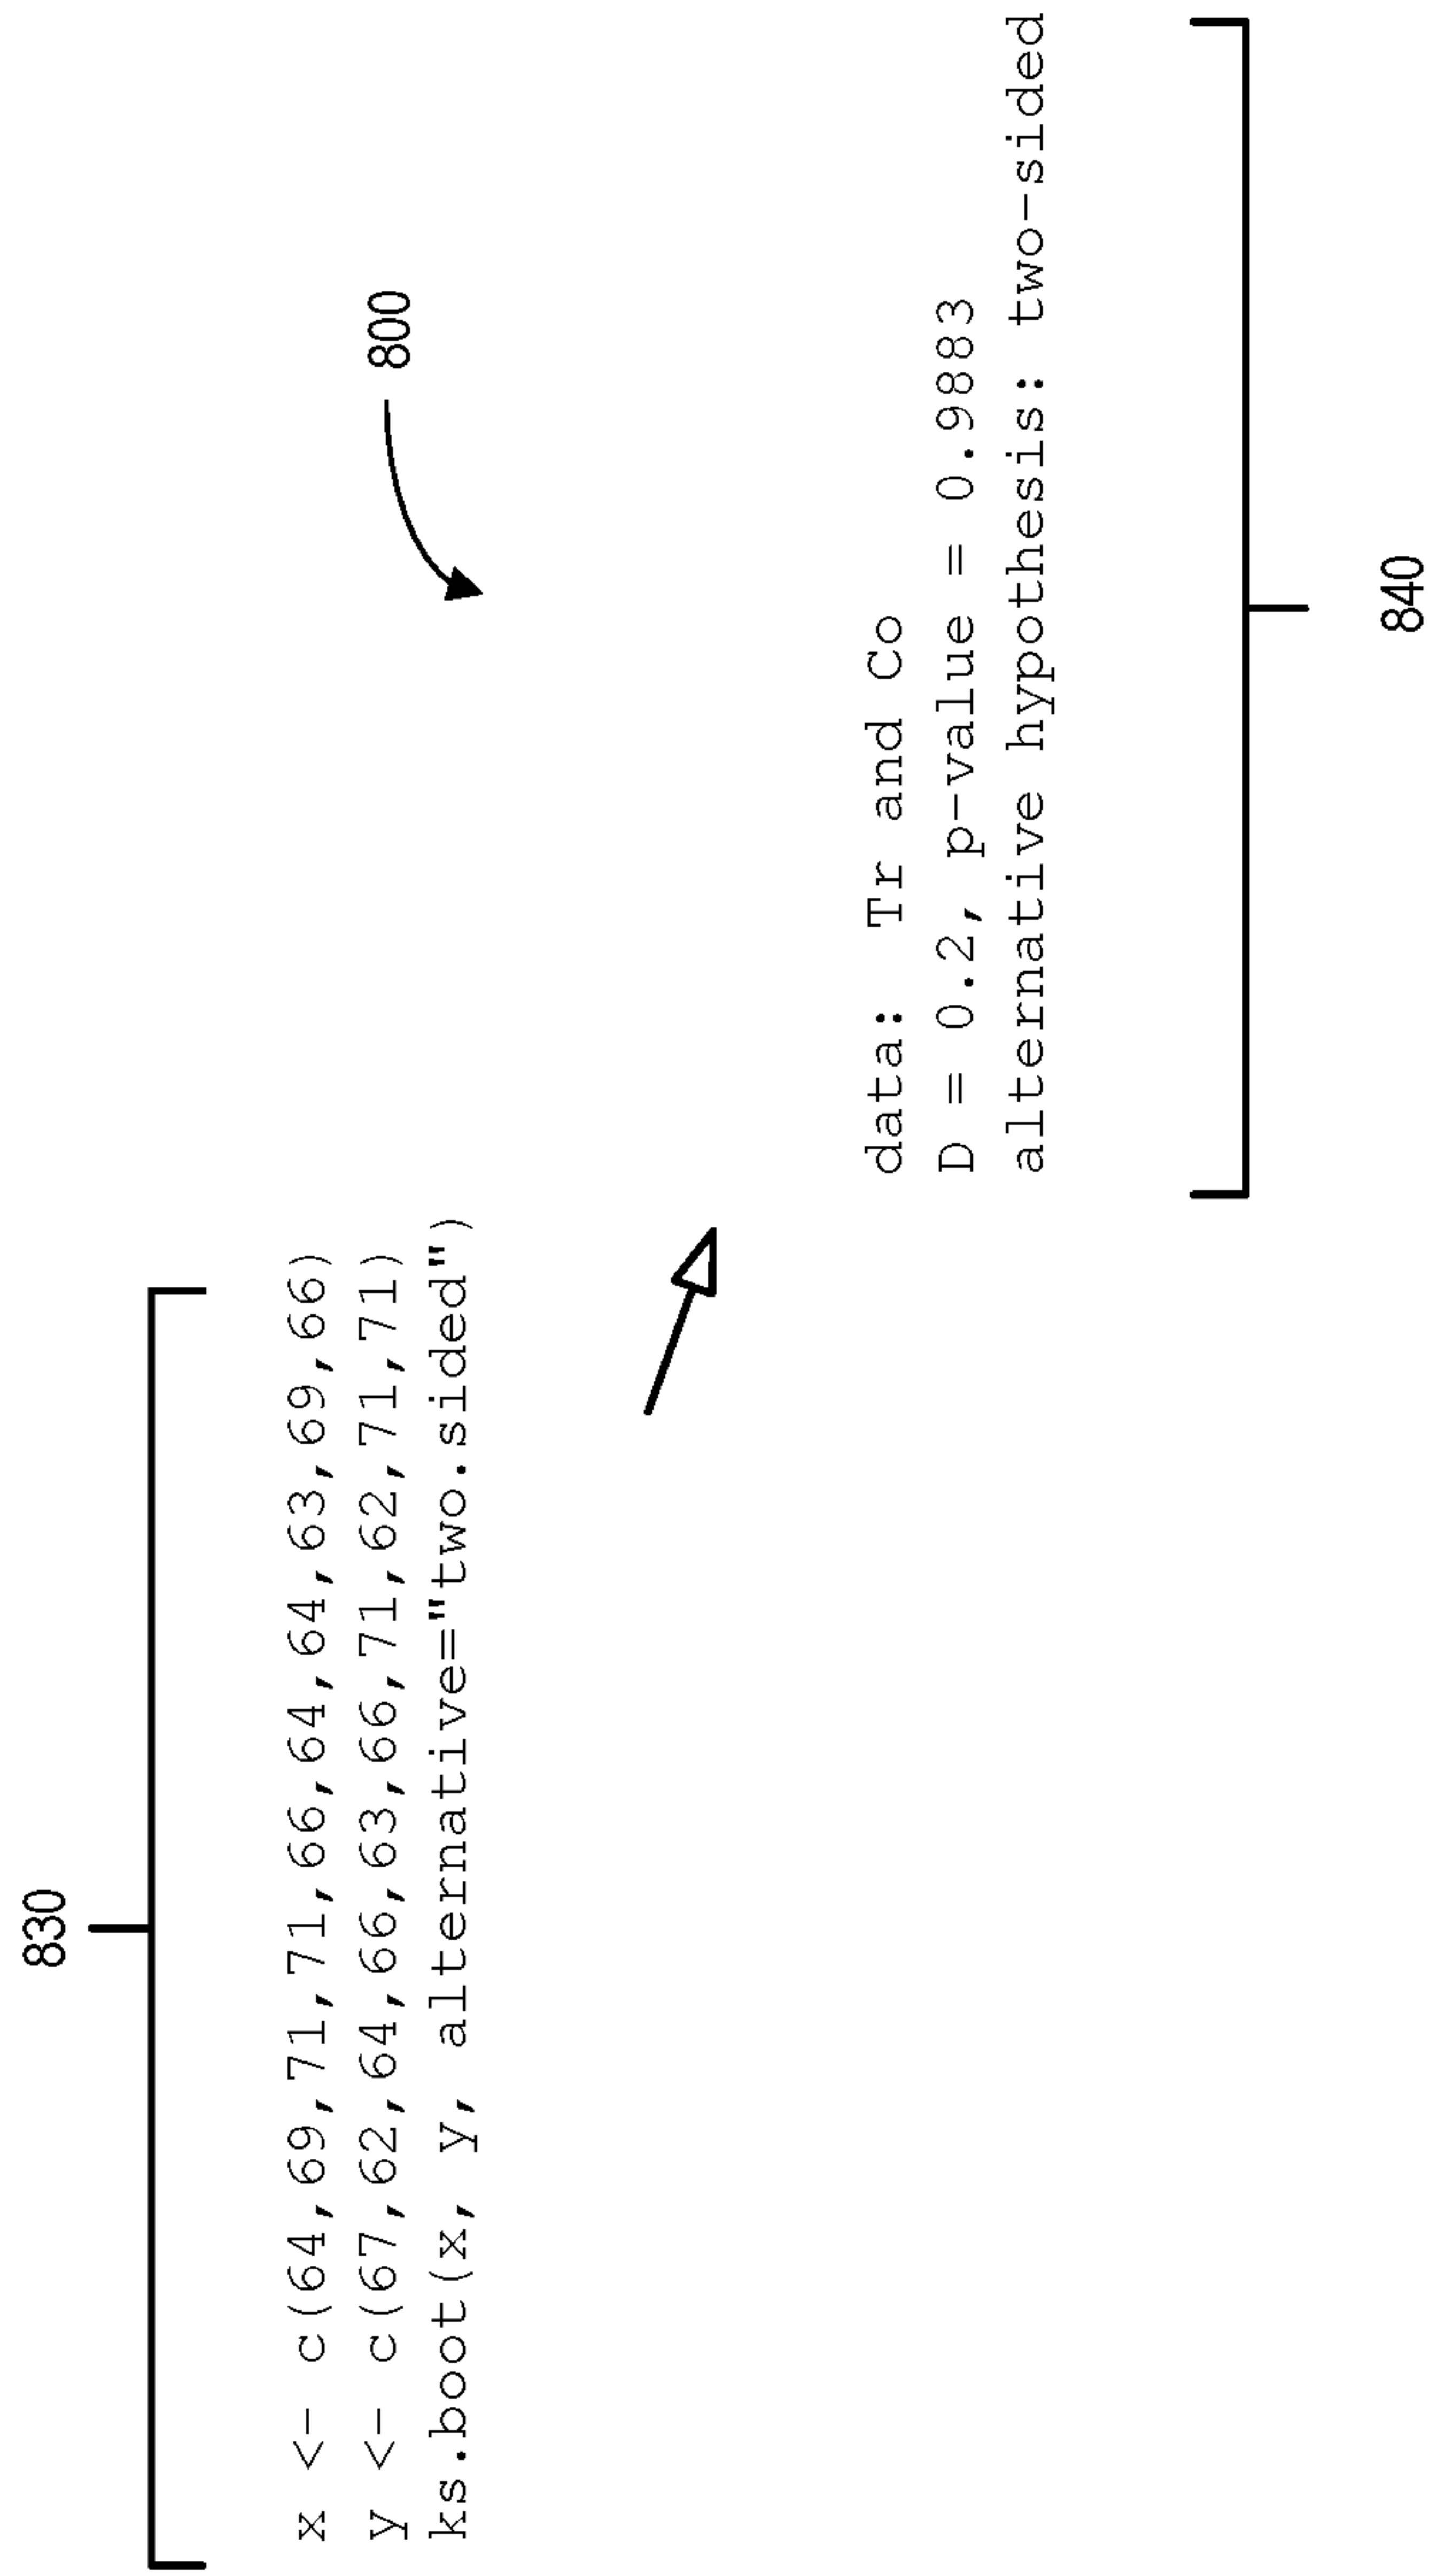 830
x <- c(64,69,71,71,66,64,64,63,69,66)
y <- c(67,62,64,66,63,66,71,62,71,71)
ks.boot(x, y, alternative="two.sided")
800
data:  Tr and Co
D = 0.2, p-value = 0.9883
alternative hypothesis: two-sided
840